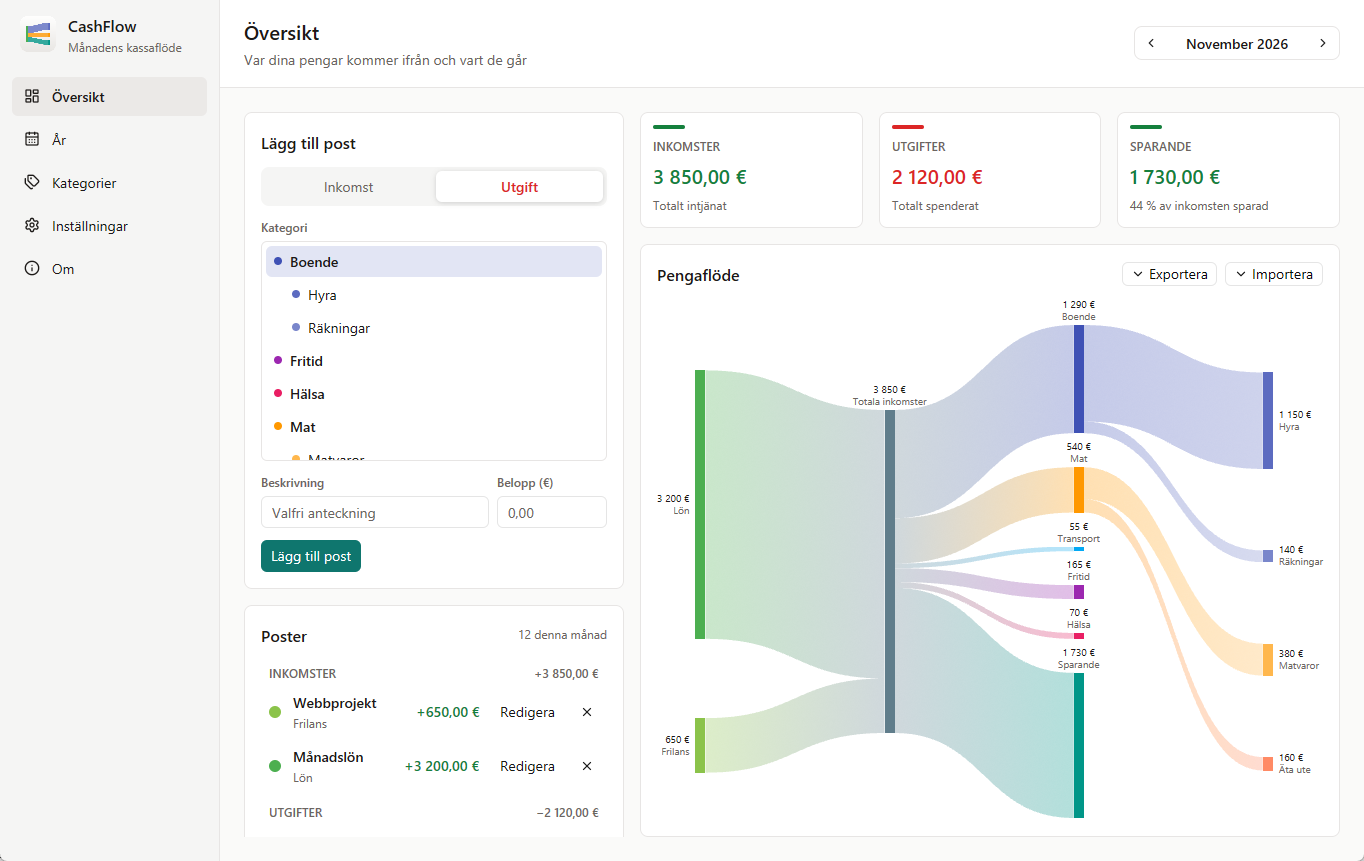 CashFlow
Månadens kassaflöde
Översikt
År
Kategorier
Inställningar
Om
Översikt
Var dina pengar kommer ifrån och vart de går
November 2026
Lägg till post
Inkomst
Utgift
Kategori
Boende
Hyra
Räkningar
Fritid
Hälsa
Mat
Matvaror
Beskrivning
Belopp (€)
Valfri anteckning
0,00
Lägg till post
Poster
12 denna månad
INKOMSTER
+3 850,00 €
Webbprojekt
Frilans
+650,00 €
Redigera
Månadslön
Lön
+3 200,00 €
Redigera
UTGIFTER
−2 120,00 €
INKOMSTER
3 850,00 €
Totalt intjänat
UTGIFTER
2 120,00 €
Totalt spenderat
SPARANDE
1 730,00 €
44 % av inkomsten sparad
Pengaflöde
Exportera
Importera
3 200 €
Lön
650 €
Frilans
3 850 €
Totala inkomster
1 290 €
Boende
540 €
Mat
55 €
Transport
165 €
Fritid
70 €
Hälsa
1 730 €
Sparande
1 150 €
Hyra
140 €
Räkningar
380 €
Matvaror
160 €
Äta ute